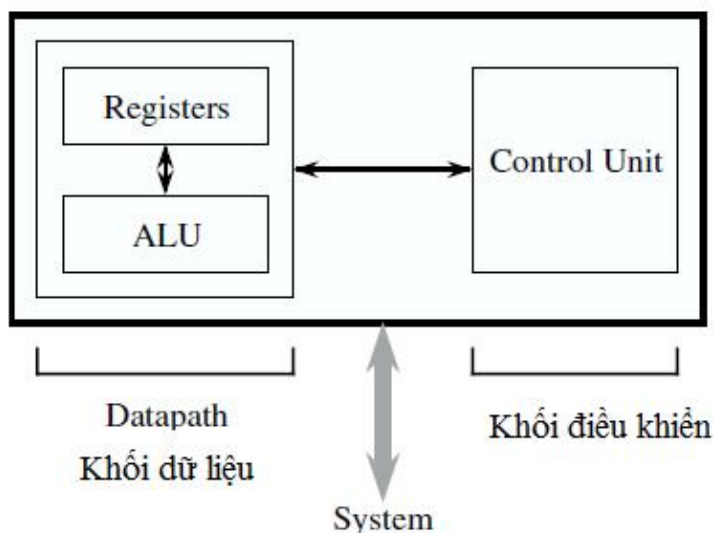 Registers
ALU
Control Unit
Datapath
Khối dữ liệu
Khối điều khiển
System